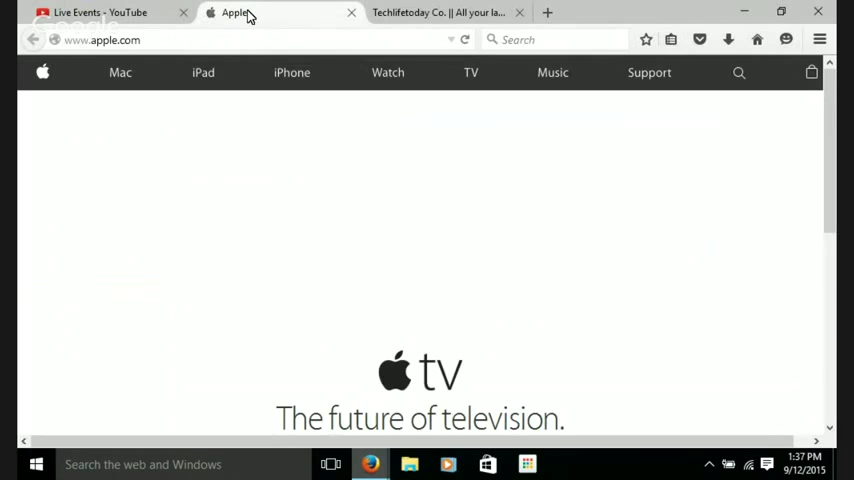 Live Events - YouTube
Apple
Techlifetoday Co. || All your la...
Google
www.apple.com
Search
Mac
iPad
iPhone
Watch
TV
Music
Support
tv
The future of television.
Search the web and Windows
1:37 PM
9/12/2015